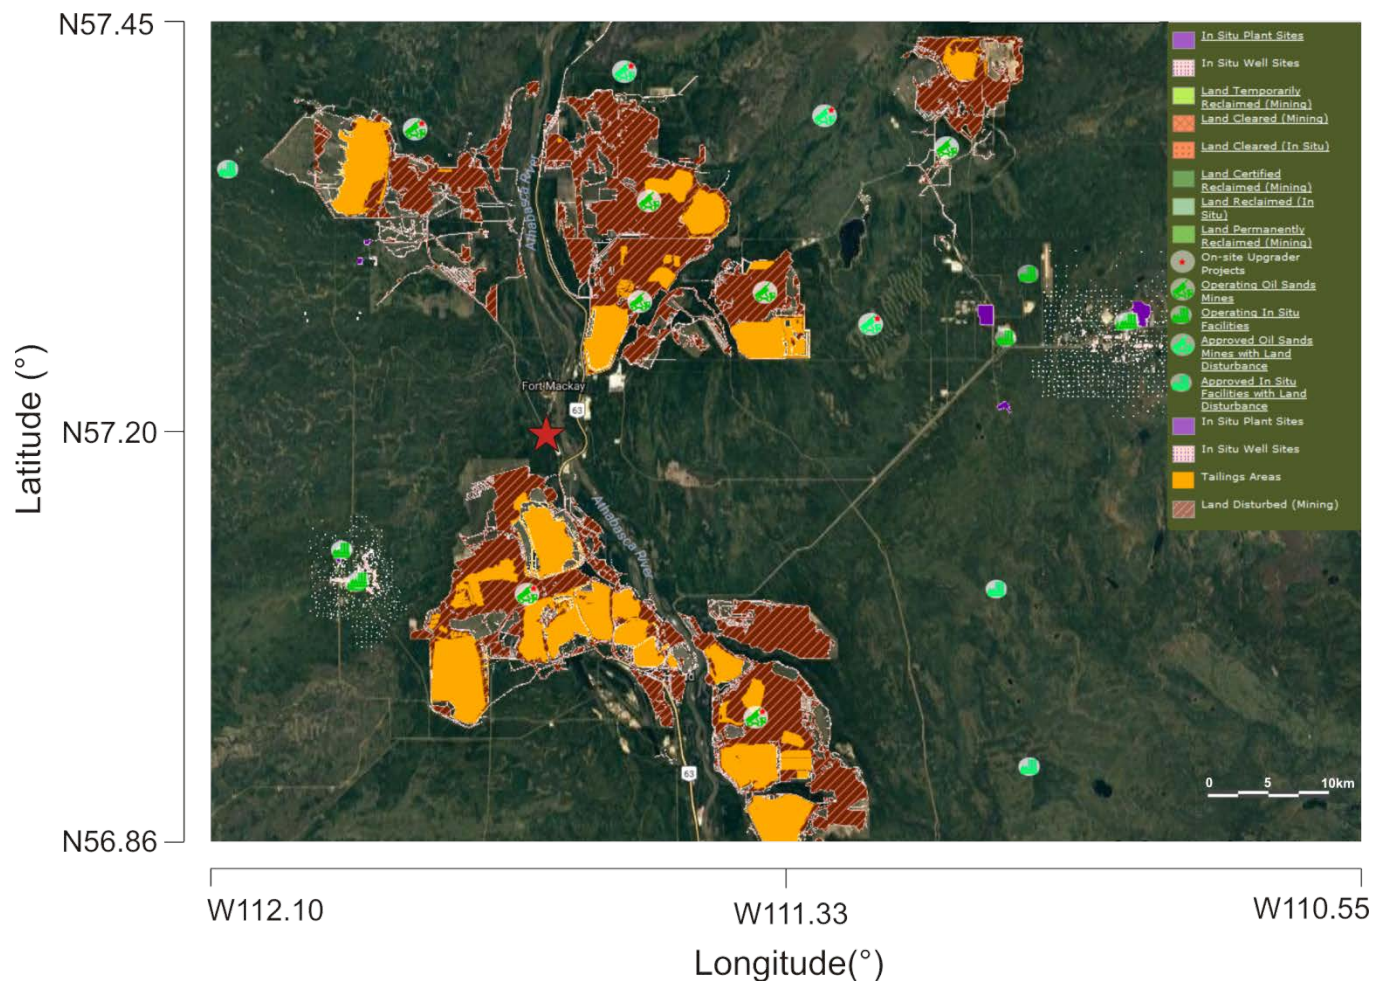 N57.45
N57.20
N56.86
Latitude (°)
W112.10
W111.33
W110.55
Longitude(°)
Athabasca River
Fort Mackay
63
Athabasca River
63
In Situ Plant Sites
In Situ Well Sites
Land Temporarily
Reclaimed (Mining)
Land Cleared (Mining)
Land Cleared (In Situ)
Land Certified
Reclaimed (Mining)
Land Reclaimed (In
Situ)
Land Permanently
Reclaimed (Mining)
On-site Upgrader
Projects
Operating Oil Sands
Mines
Operating In Situ
Facilities
Approved Oil Sands
Mines with Land
Disturbance
Approved In Situ
Facilities with Land
Disturbance
In Situ Plant Sites
In Situ Well Sites
Tailings Areas
Land Disturbed (Mining)
0 5 10km